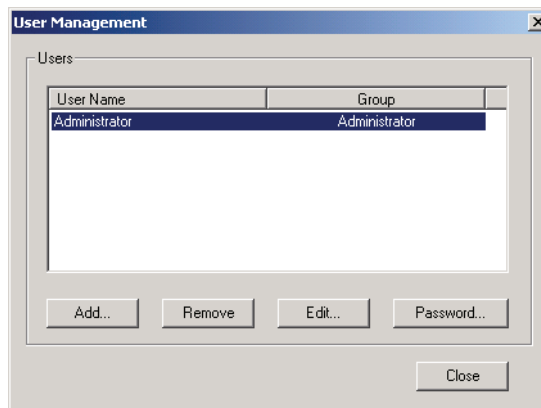 User Management
Users
User Name Group
Administrator Administrator
Add... Remove Edit... Password...
Close